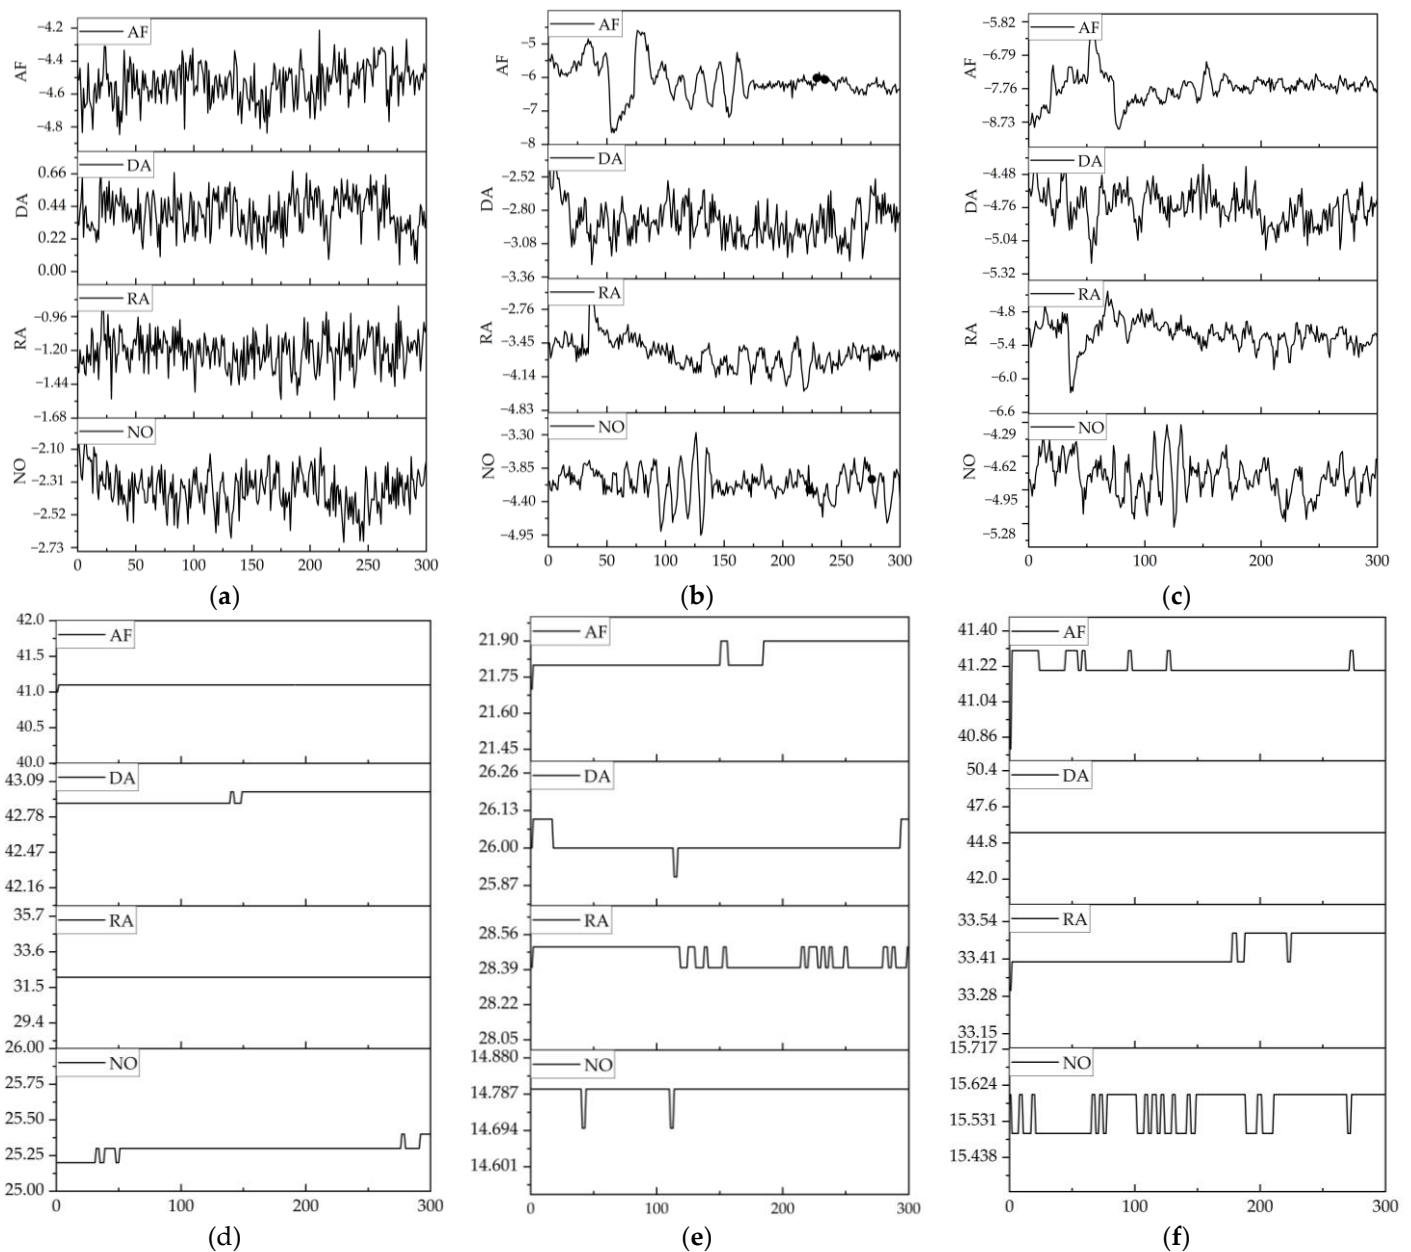 AF
−4.2
−4.4
−4.6
−4.8
AF
DA
0.66
0.44
0.22
0.00
DA
RA
−0.96
−1.20
−1.44
−1.68
RA
NO
−2.10
−2.31
−2.52
−2.73
NO
0 50 100 150 200 250 300
(a)
AF
−5
−6
−7
−8
AF
DA
−2.52
−2.80
−3.08
−3.36
DA
RA
−2.76
−3.45
−4.14
−4.83
RA
NO
−3.30
−3.85
−4.40
−4.95
NO
0 50 100 150 200 250 300
(b)
AF
−5.82
−6.79
−7.76
−8.73
AF
DA
−4.48
−4.76
−5.04
−5.32
DA
RA
−4.8
−5.4
−6.0
−6.6
RA
NO
−4.29
−4.62
−4.95
−5.28
NO
0 50 100 150 200 250 300
(c)
42.0
41.5
41.0
40.5
40.0
AF
43.09
42.78
42.47
42.16
DA
35.7
33.6
31.5
29.4
RA
26.00
25.75
25.50
25.25
25.00
NO
0 100 200 300
(d)
21.90
21.75
21.60
21.45
AF
26.26
26.13
26.00
25.87
DA
28.56
28.39
28.22
28.05
RA
14.880
14.787
14.694
14.601
NO
0 100 200 300
(e)
41.40
41.22
41.04
40.86
AF
50.4
47.6
44.8
42.0
DA
33.54
33.41
33.28
33.15
RA
15.717
15.624
15.531
15.438
NO
0 100 200 300
(f)